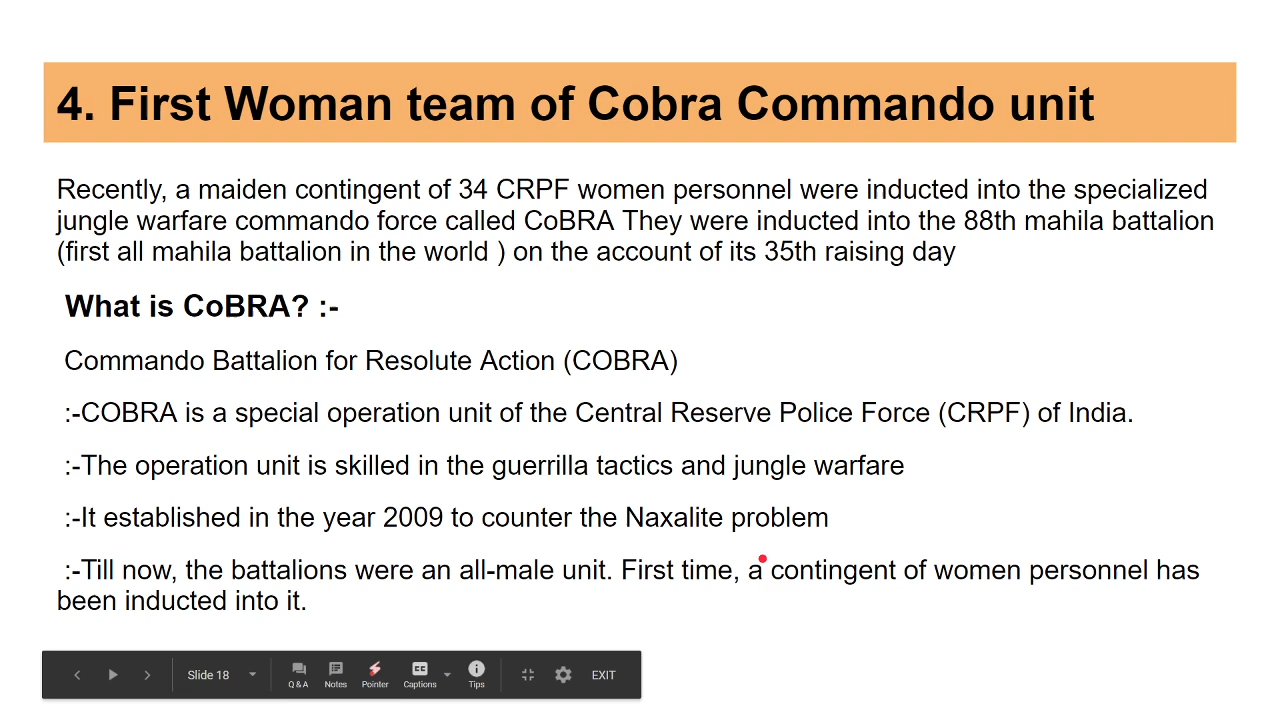 4. First Woman team of Cobra Commando unit
Recently, a maiden contingent of 34 CRPF women personnel were inducted into the specialized
jungle warfare commando force called CoBRA They were inducted into the 88th mahila battalion
(first all mahila battalion in the world ) on the account of its 35th raising day
What is CoBRA? :-
Commando Battalion for Resolute Action (COBRA)
:-COBRA is a special operation unit of the Central Reserve Police Force (CRPF) of India.
:-The operation unit is skilled in the guerrilla tactics and jungle warfare
:-It established in the year 2009 to counter the Naxalite problem
:-Till now, the battalions were an all-male unit. First time, a contingent of women personnel has
been inducted into it.
Slide 18 Q & A Notes Pointer Captions Tips EXIT